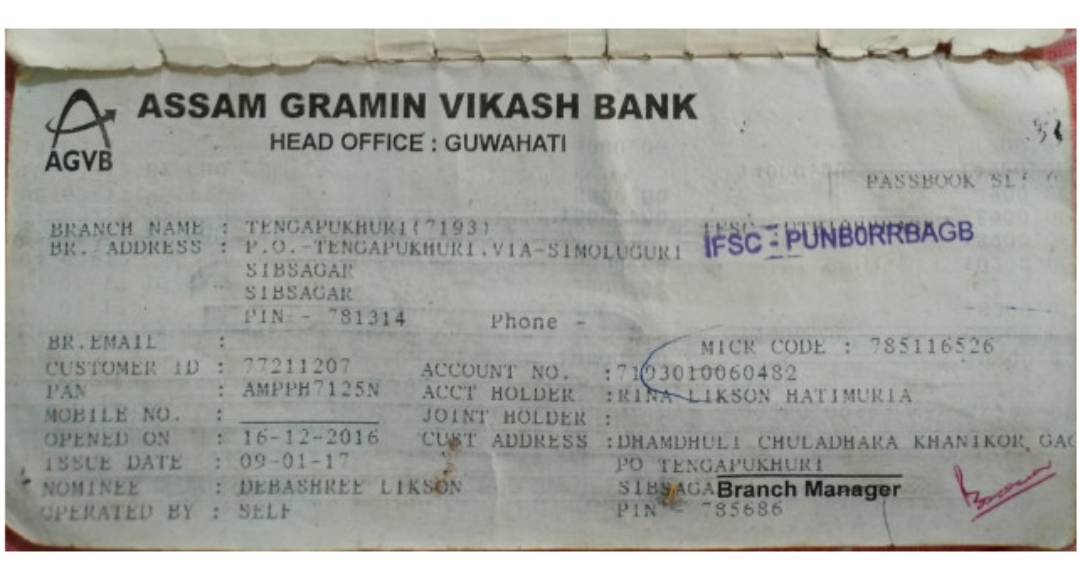 ASSAM GRAMIN VIKASH BANK
HEAD OFFICE : GUWAHATI
AGVB
PASSBOOK SL:
BRANCH NAME : TENGAPUKHURI(7193)
BR. ADDRESS : P.O.-TENGAPUKHURI.VIA-SIMOLUGURI
IFSC - PUNB0RRBAGB
SIBSAGAR
SIBSAGAR
PIN - 781314 Phone -
BR.EMAIL : MICR CODE : 785116526
CUSTOMER ID : 77211207 ACCOUNT NO. :7193010060482
PAN : AMPPH7125N ACCT HOLDER :RINA LIKSON HATIMURIA
MOBILE NO. : JOINT HOLDER :
OPENED ON : 16-12-2016 CUST ADDRESS :DHAMDHULI CHULADHARA KHANIKOR GAO
ISSUE DATE : 09-01-17 PO TENGAPUKHURI
NOMINEE : DEBASHREE LIKSON SIBSAGA Branch Manager
OPERATED BY : SELF PIN - 785686